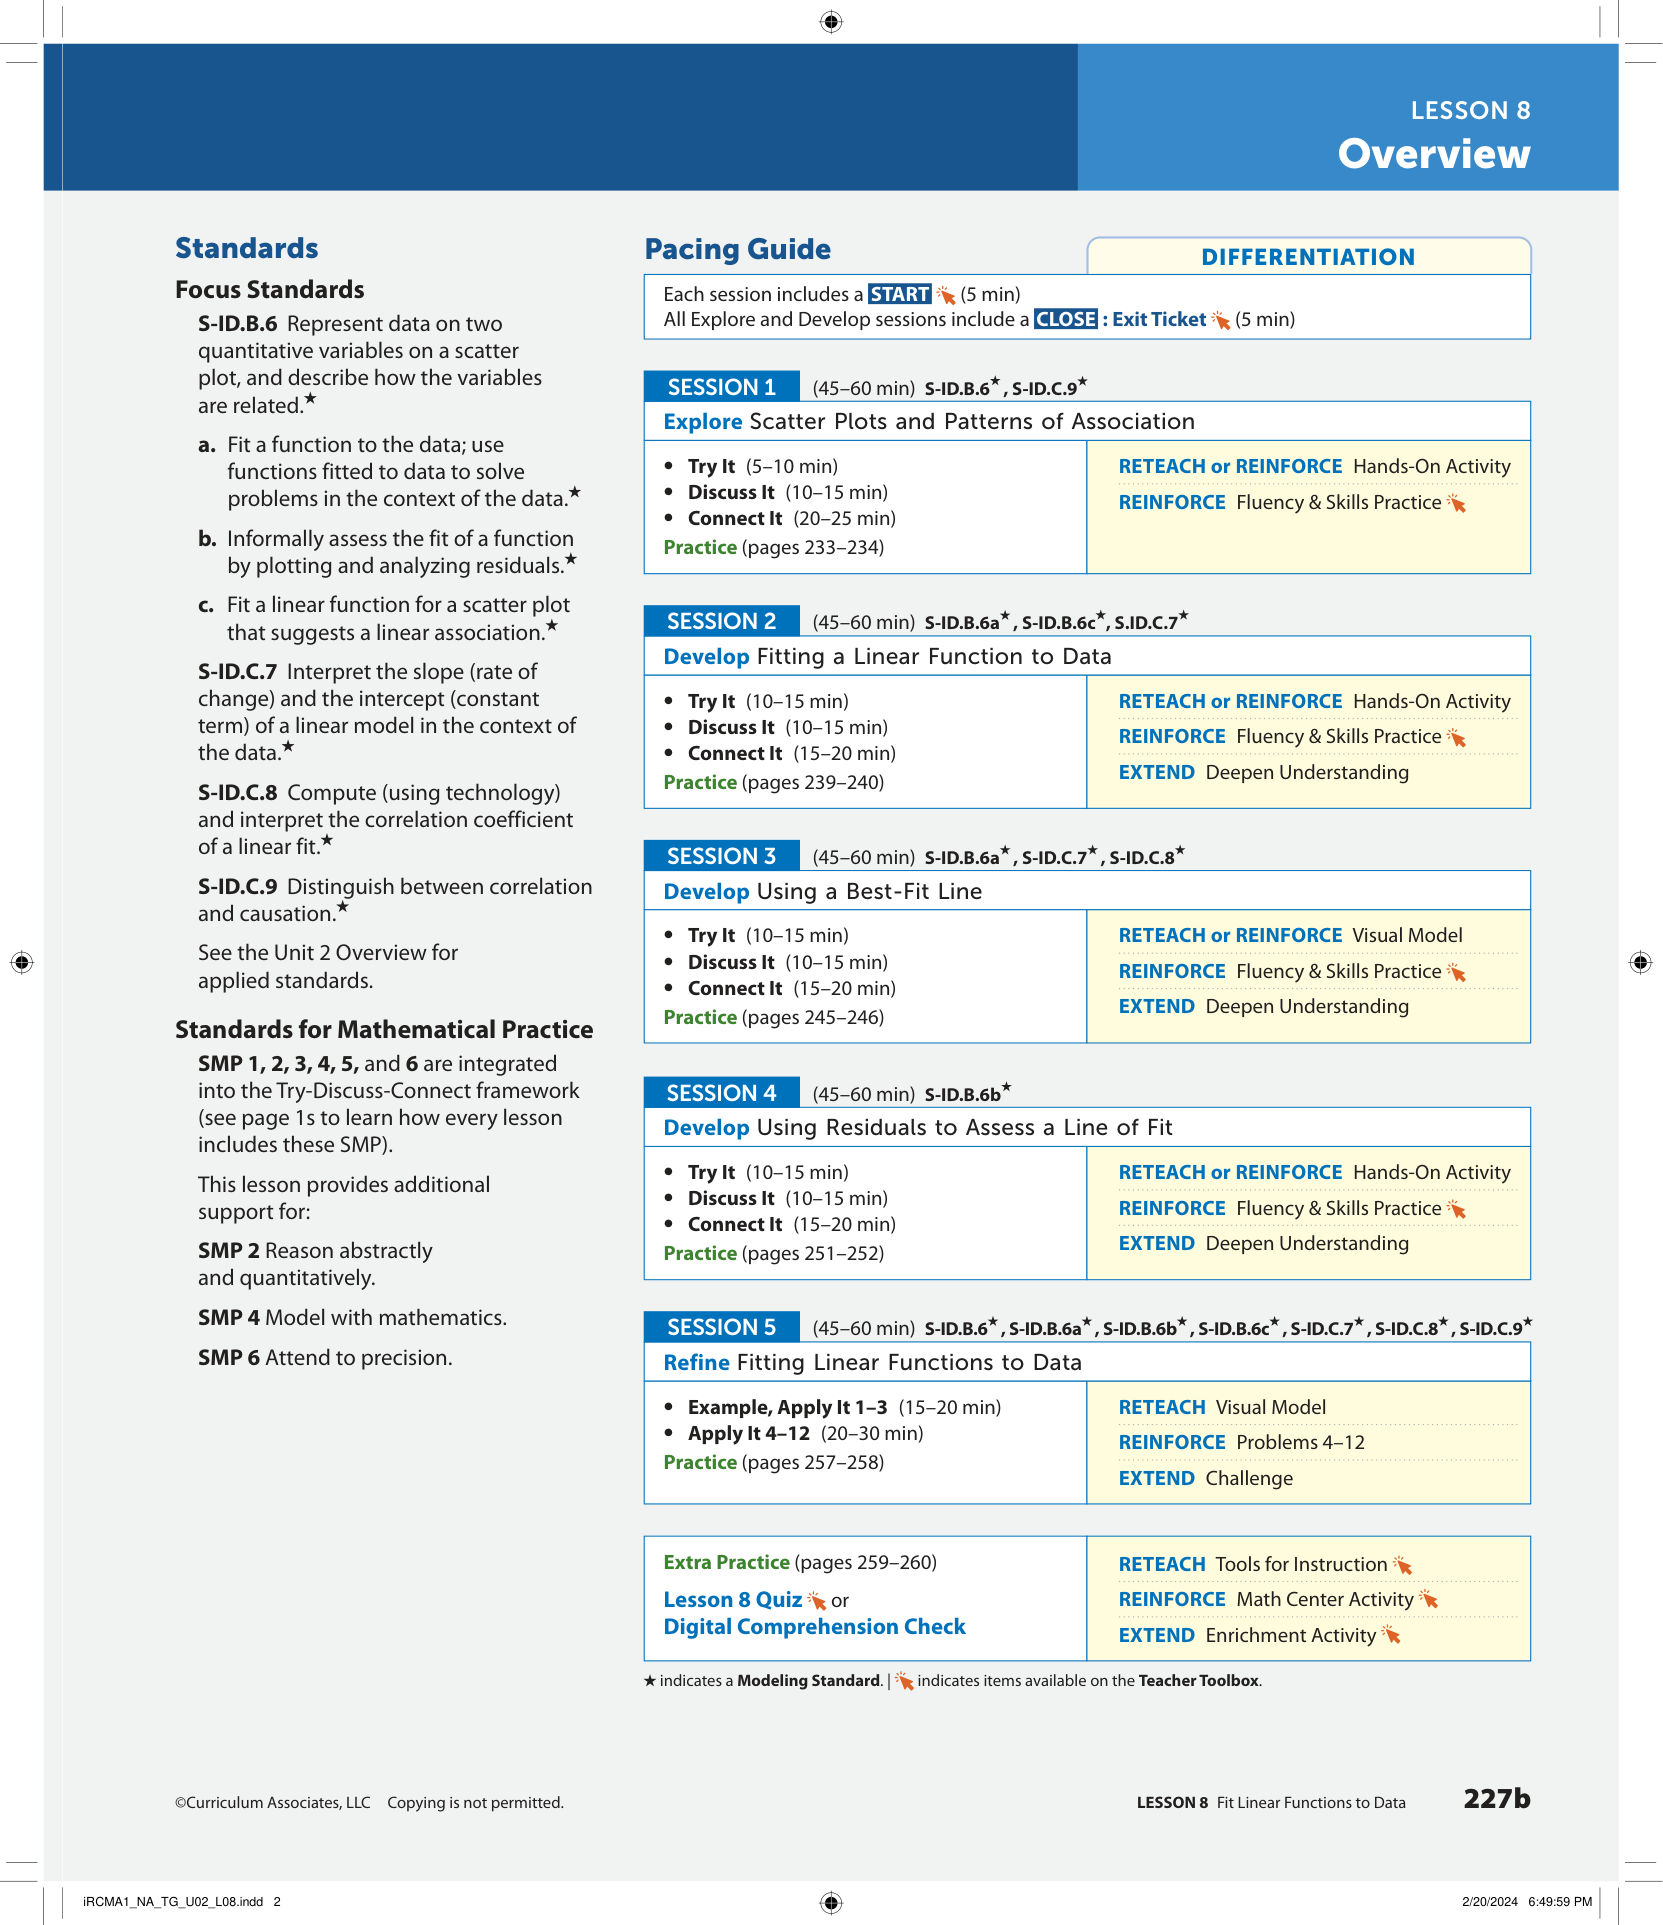 LESSON 8
Overview
Standards
Focus Standards
S-ID.B.6 Represent data on two
quantitative variables on a scatter
plot, and describe how the variables
are related.★
a. Fit a function to the data; use
functions fitted to data to solve
problems in the context of the data.★
b. Informally assess the fit of a function
by plotting and analyzing residuals.★
c. Fit a linear function for a scatter plot
that suggests a linear association.★
S-ID.C.7 Interpret the slope (rate of
change) and the intercept (constant
term) of a linear model in the context of
the data.★
S-ID.C.8 Compute (using technology)
and interpret the correlation coefficient
of a linear fit.★
S-ID.C.9 Distinguish between correlation
and causation.★
See the Unit 2 Overview for
applied standards.
Standards for Mathematical Practice
SMP 1, 2, 3, 4, 5, and 6 are integrated
into the Try-Discuss-Connect framework
(see page 1s to learn how every lesson
includes these SMP).
This lesson provides additional
support for:
SMP 2 Reason abstractly
and quantitatively.
SMP 4 Model with mathematics.
SMP 6 Attend to precision.
Pacing Guide
DIFFERENTIATION
Each session includes a START (5 min)
All Explore and Develop sessions include a CLOSE : Exit Ticket (5 min)
SESSION 1 (45–60 min) S-ID.B.6★, S-ID.C.9★
Explore Scatter Plots and Patterns of Association
• Try It (5–10 min)
• Discuss It (10–15 min)
• Connect It (20–25 min)
Practice (pages 233–234)
RETEACH or REINFORCE Hands-On Activity
REINFORCE Fluency & Skills Practice
SESSION 2 (45–60 min) S-ID.B.6a★, S-ID.B.6c★, S.ID.C.7★
Develop Fitting a Linear Function to Data
• Try It (10–15 min)
• Discuss It (10–15 min)
• Connect It (15–20 min)
Practice (pages 239–240)
RETEACH or REINFORCE Hands-On Activity
REINFORCE Fluency & Skills Practice
EXTEND Deepen Understanding
SESSION 3 (45–60 min) S-ID.B.6a★, S-ID.C.7★, S-ID.C.8★
Develop Using a Best-Fit Line
• Try It (10–15 min)
• Discuss It (10–15 min)
• Connect It (15–20 min)
Practice (pages 245–246)
RETEACH or REINFORCE Visual Model
REINFORCE Fluency & Skills Practice
EXTEND Deepen Understanding
SESSION 4 (45–60 min) S-ID.B.6b★
Develop Using Residuals to Assess a Line of Fit
• Try It (10–15 min)
• Discuss It (10–15 min)
• Connect It (15–20 min)
Practice (pages 251–252)
RETEACH or REINFORCE Hands-On Activity
REINFORCE Fluency & Skills Practice
EXTEND Deepen Understanding
SESSION 5 (45–60 min) S-ID.B.6★, S-ID.B.6a★, S-ID.B.6b★, S-ID.B.6c★, S-ID.C.7★, S-ID.C.8★, S-ID.C.9★
Refine Fitting Linear Functions to Data
• Example, Apply It 1–3 (15–20 min)
• Apply It 4–12 (20–30 min)
Practice (pages 257–258)
RETEACH Visual Model
REINFORCE Problems 4–12
EXTEND Challenge
Extra Practice (pages 259–260)
Lesson 8 Quiz or
Digital Comprehension Check
RETEACH Tools for Instruction
REINFORCE Math Center Activity
EXTEND Enrichment Activity
★ indicates a Modeling Standard. | indicates items available on the Teacher Toolbox.
©Curriculum Associates, LLC Copying is not permitted.
LESSON 8 Fit Linear Functions to Data 227b
iRCMA1_NA_TG_U02_L08.indd 2
2/20/2024 6:49:59 PM